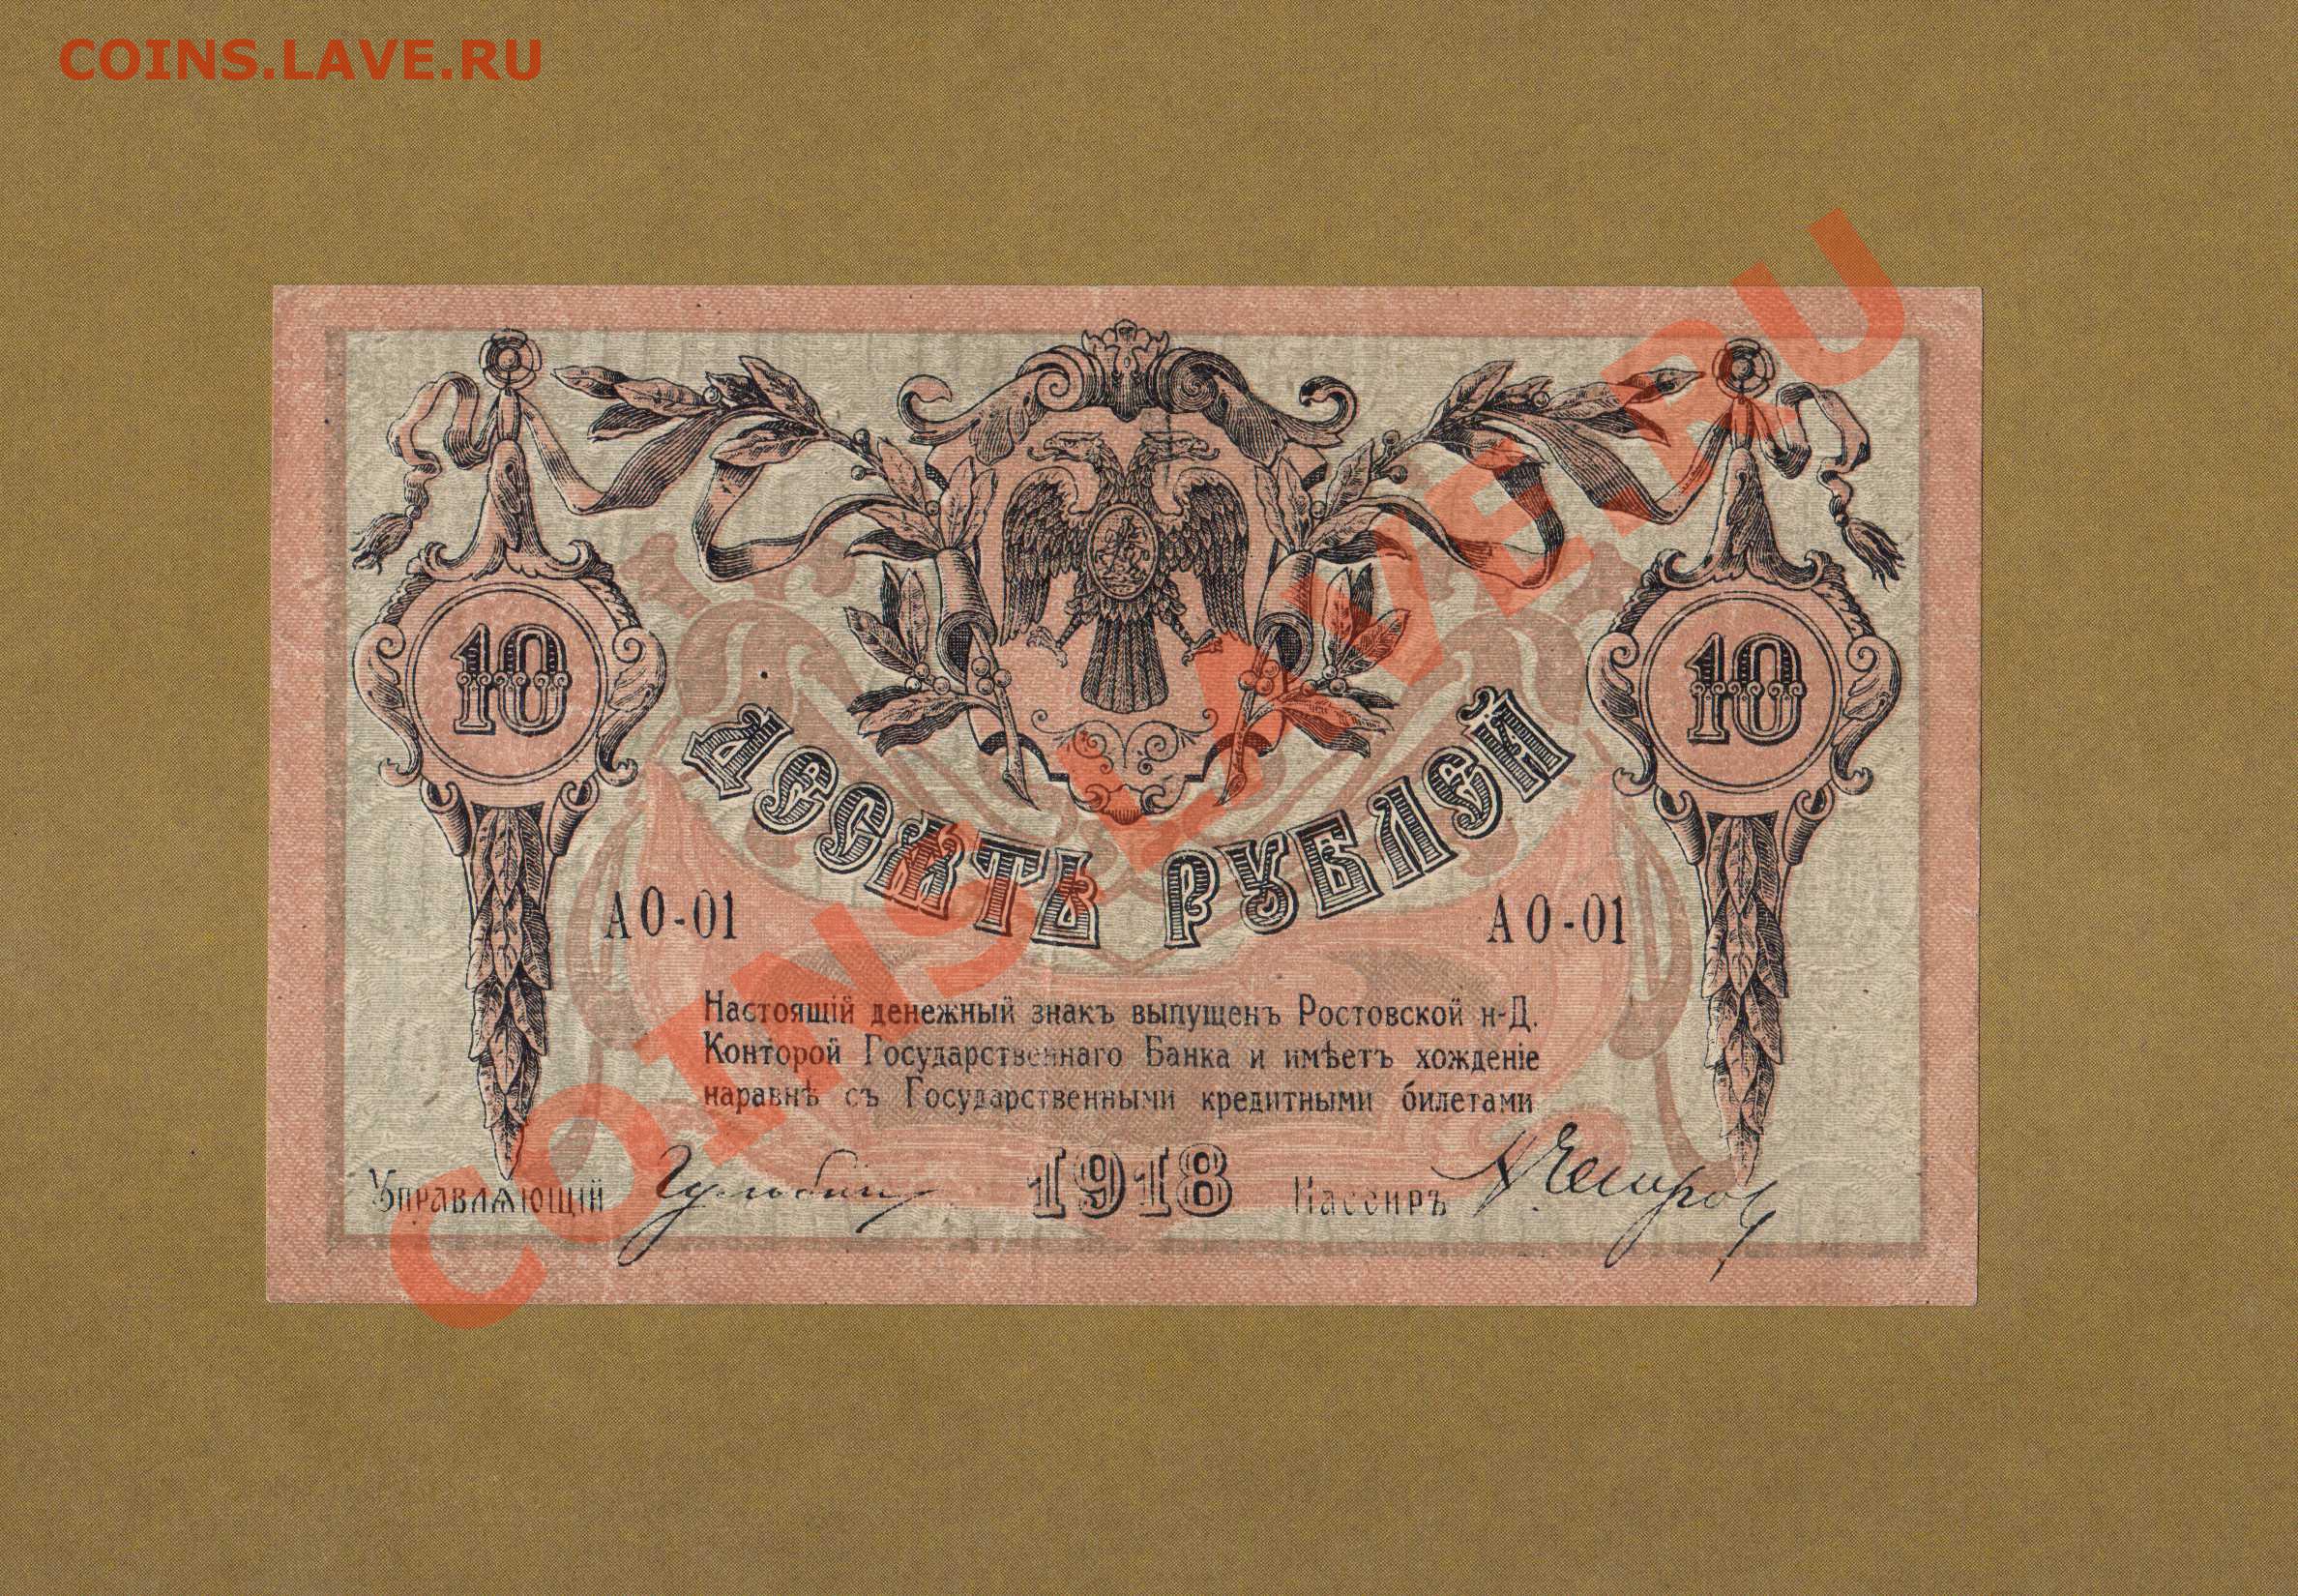 COINS.LAVE.RU
10
10
ДЕСЯТЬ РУБЛЕЙ
АО-01 АО-01
Настоящій денежный знакъ выпущенъ Ростовской н-Д.
Конторой Государственнаго Банка и имѣетъ хожденіе
наравнѣ съ Государственными кредитными билетами
Управляющій 1918 Кассиръ
COINS.LAVE.RU